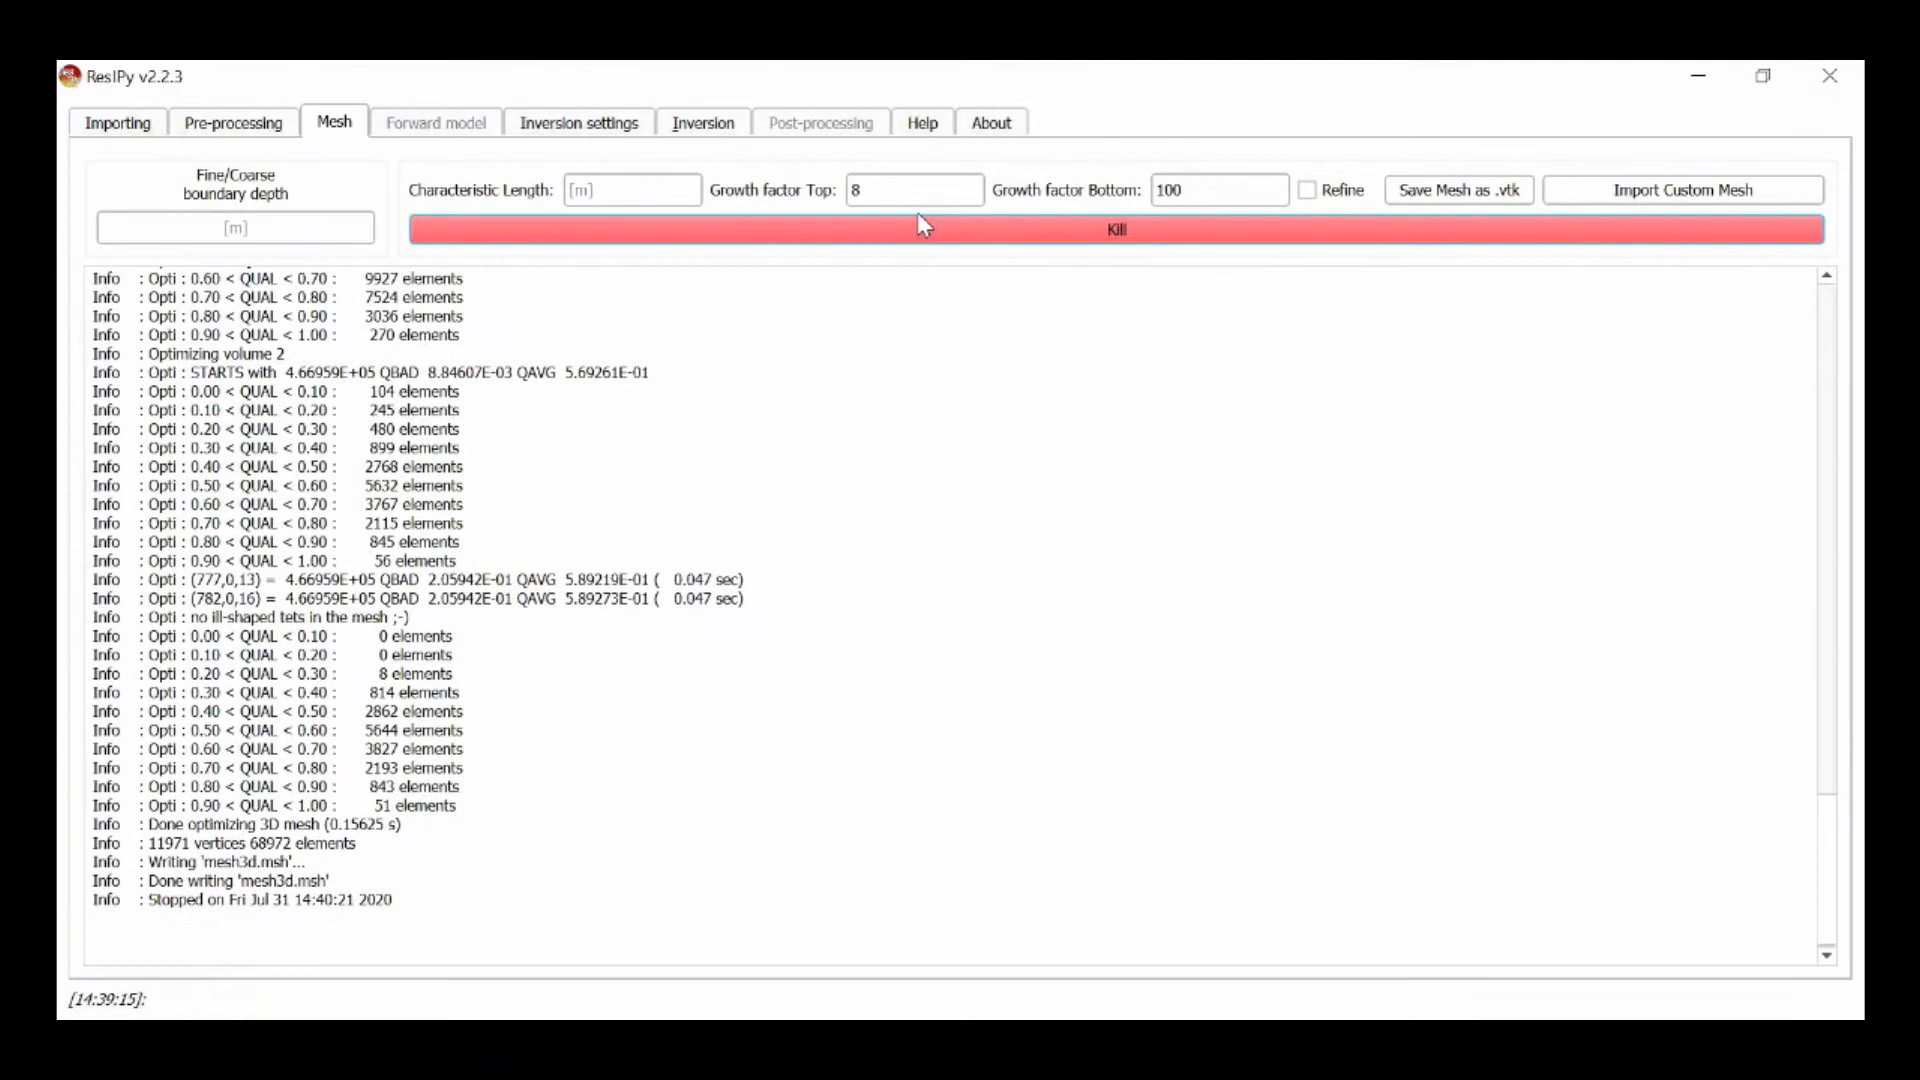 ResIPy v2.2.3
Importing Pre-processing Mesh Forward model Inversion settings Inversion Post-processing Help About
Fine/Coarse
boundary depth
[m]
Characteristic Length: [m] Growth factor Top: 8 Growth factor Bottom: 100 Refine Save Mesh as .vtk Import Custom Mesh
Kill
Info : Opti : 0.60 < QUAL < 0.70 : 9927 elements
Info : Opti : 0.70 < QUAL < 0.80 : 7524 elements
Info : Opti : 0.80 < QUAL < 0.90 : 3036 elements
Info : Opti : 0.90 < QUAL < 1.00 : 270 elements
Info : Optimizing volume 2
Info : Opti : STARTS with 4.66959E+05 QBAD 8.84607E-03 QAVG 5.69261E-01
Info : Opti : 0.00 < QUAL < 0.10 : 104 elements
Info : Opti : 0.10 < QUAL < 0.20 : 245 elements
Info : Opti : 0.20 < QUAL < 0.30 : 480 elements
Info : Opti : 0.30 < QUAL < 0.40 : 899 elements
Info : Opti : 0.40 < QUAL < 0.50 : 2768 elements
Info : Opti : 0.50 < QUAL < 0.60 : 5632 elements
Info : Opti : 0.60 < QUAL < 0.70 : 3767 elements
Info : Opti : 0.70 < QUAL < 0.80 : 2115 elements
Info : Opti : 0.80 < QUAL < 0.90 : 845 elements
Info : Opti : 0.90 < QUAL < 1.00 : 56 elements
Info : Opti : (777,0,13) = 4.66959E+05 QBAD 2.05942E-01 QAVG 5.89219E-01 ( 0.047 sec)
Info : Opti : (782,0,16) = 4.66959E+05 QBAD 2.05942E-01 QAVG 5.89273E-01 ( 0.047 sec)
Info : Opti : no ill-shaped tets in the mesh ;-)
Info : Opti : 0.00 < QUAL < 0.10 : 0 elements
Info : Opti : 0.10 < QUAL < 0.20 : 0 elements
Info : Opti : 0.20 < QUAL < 0.30 : 8 elements
Info : Opti : 0.30 < QUAL < 0.40 : 814 elements
Info : Opti : 0.40 < QUAL < 0.50 : 2862 elements
Info : Opti : 0.50 < QUAL < 0.60 : 5644 elements
Info : Opti : 0.60 < QUAL < 0.70 : 3827 elements
Info : Opti : 0.70 < QUAL < 0.80 : 2193 elements
Info : Opti : 0.80 < QUAL < 0.90 : 843 elements
Info : Opti : 0.90 < QUAL < 1.00 : 51 elements
Info : Done optimizing 3D mesh (0.15625 s)
Info : 11971 vertices 68972 elements
Info : Writing 'mesh3d.msh'...
Info : Done writing 'mesh3d.msh'
Info : Stopped on Fri Jul 31 14:40:21 2020
[14:39:15]: